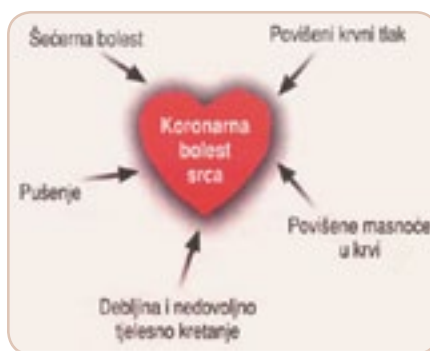 Šećerna bolest
Povišeni krvni tlak
Koronarna
bolest
srca
Pušenje
Povišene masnoće
u krvi
Debljina i nedovoljno
tjelesno kretanje